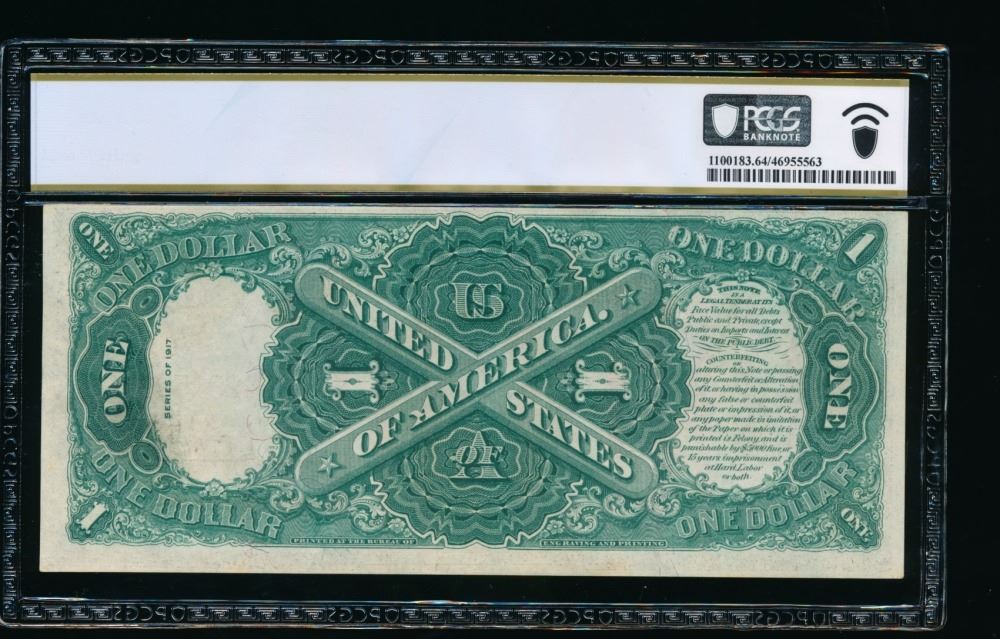 PCGS
BANKNOTE
1100183.64/46955563
ONE
ONE DOLLAR
ONE DOLLAR
1
UNITED STATES
OF AMERICA.
US
1
1
A
OF
ONE
SERIES OF 1917
THIS NOTE
IS A
LEGAL TENDER AT ITS
Face Value for all Debts
Public and Private, except
Duties on Imports and Interest
ON THE PUBLIC DEBT.
COUNTERFEITING
or
altering this Note or passing
any Counterfeit or Alteration
of it, or having in possession
any false or counterfeit
plate or impression of it, or
any paper made in imitation
of the Paper on which it is
printed is Felony, and is
punishable by $5000 fine, or
15 years imprisonment
at Hard Labor
or both.
ONE
1
ONE DOLLAR
ONE DOLLAR
ONE
PRINTED AT THE BUREAU OF
ENGRAVING AND PRINTING